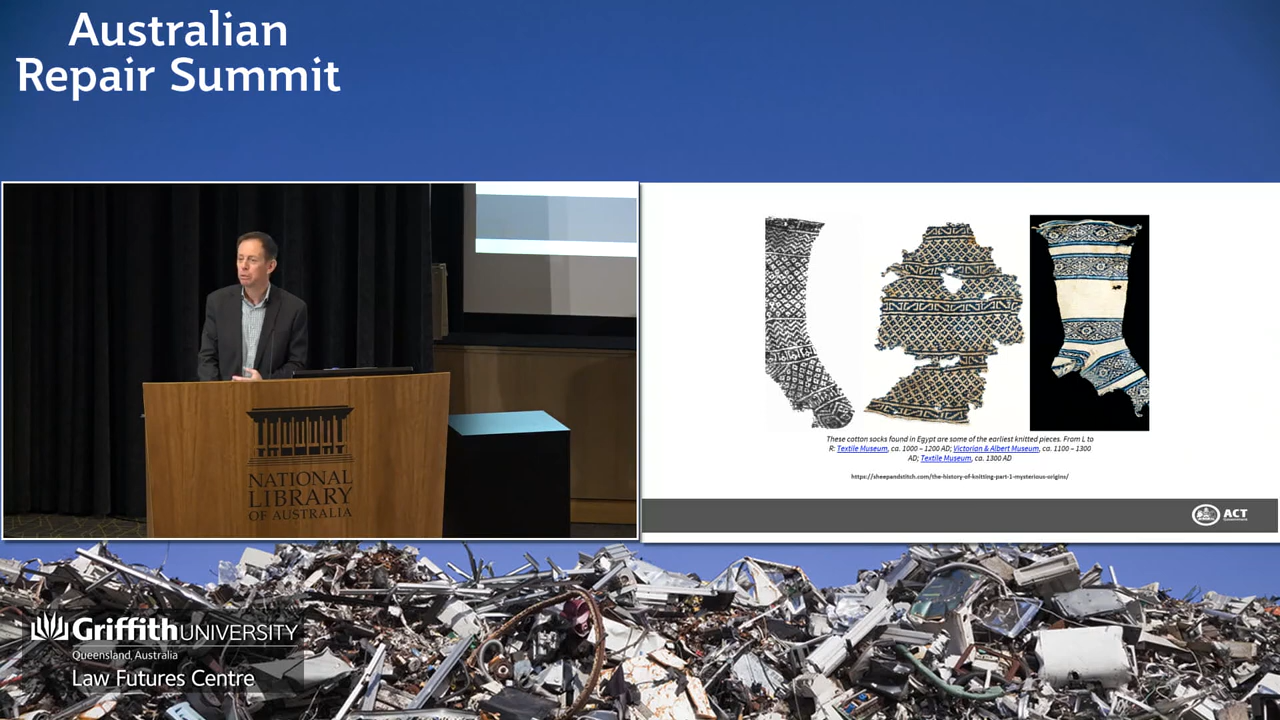 Australian
Repair Summit
NATIONAL
LIBRARY
OF AUSTRALIA
These cotton socks found in Egypt are some of the earliest knitted pieces. From L to
R: Textile Museum, ca. 1000 – 1200 AD; Victorian & Albert Museum, ca. 1100 – 1300
AD; Textile Museum, ca. 1300 AD
https://sheepandstitch.com/the-history-of-knitting-part-1-mysterious-origins/
ACT
Government
Griffith UNIVERSITY
Queensland, Australia
Law Futures Centre